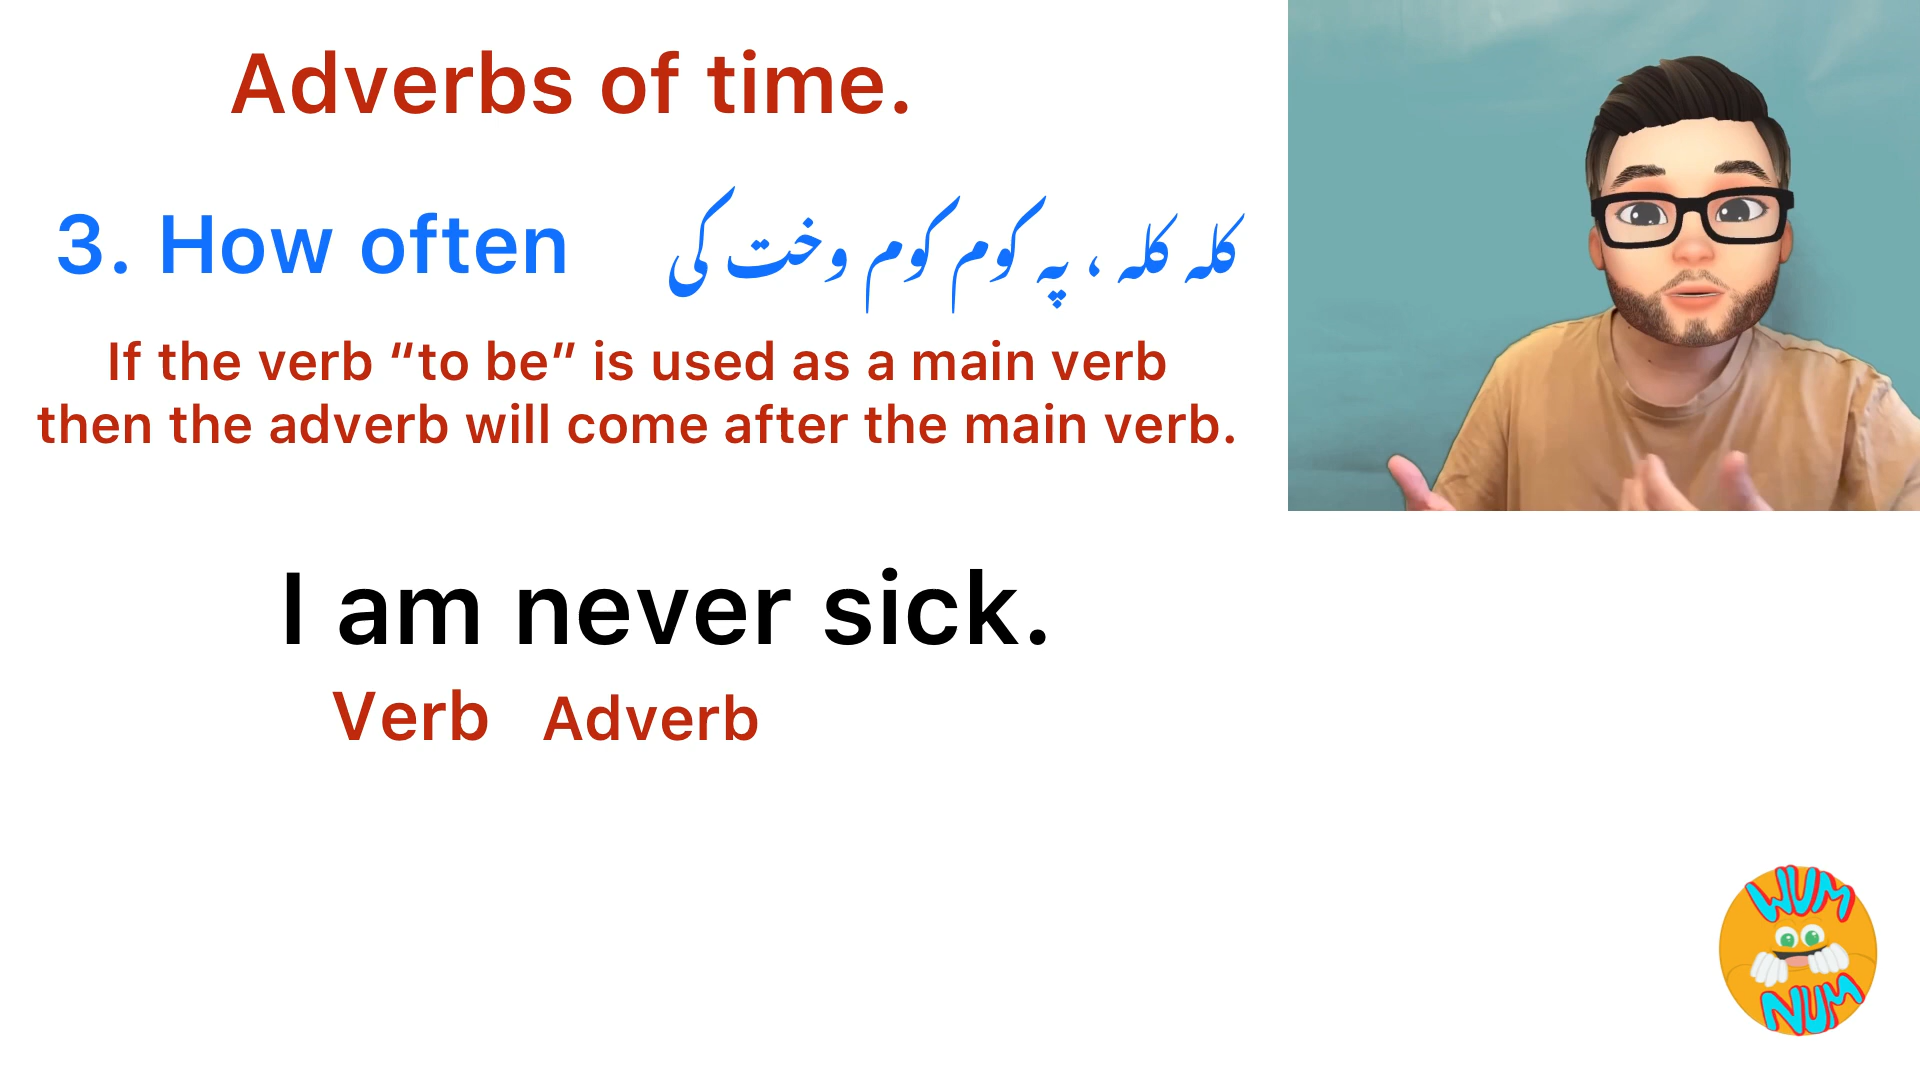 Adverbs of time.
3. How often کله کله ، په کوم کوم وخت کی
If the verb “to be” is used as a main verb
then the adverb will come after the main verb.
I am never sick.
Verb Adverb
WUM
NUM